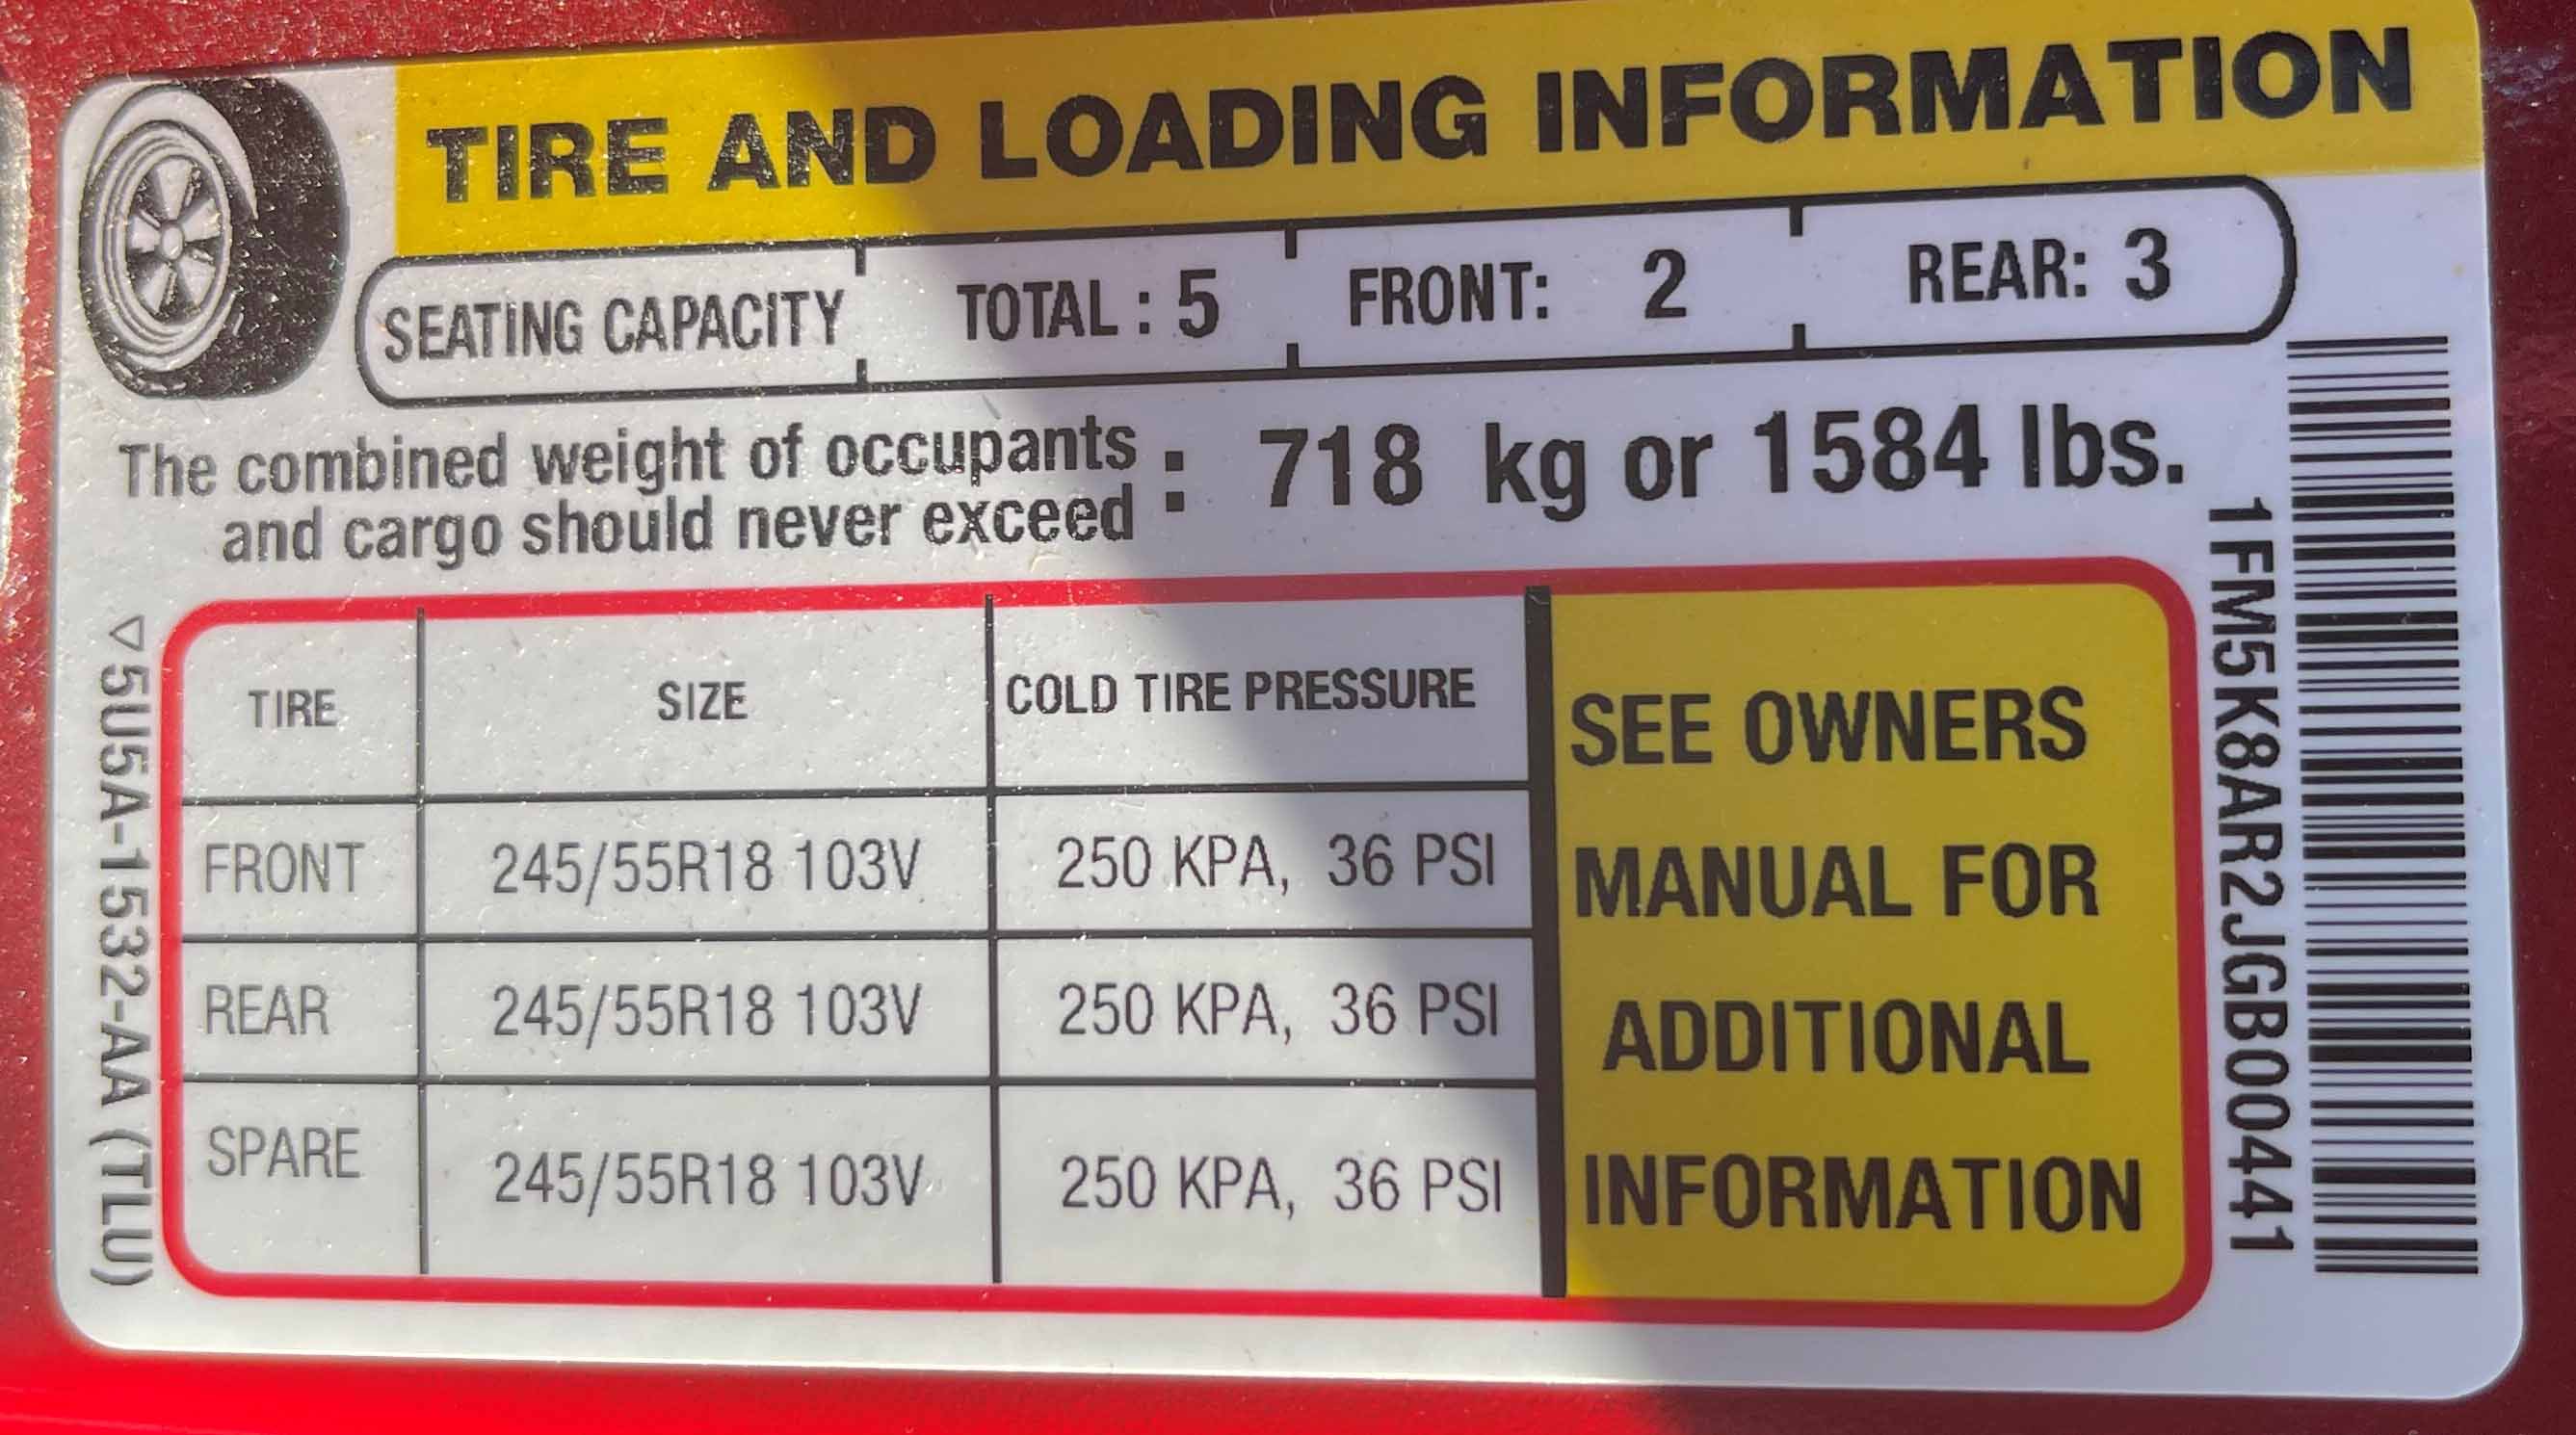 TIRE AND LOADING INFORMATION
SEATING CAPACITY TOTAL : 5 FRONT: 2 REAR: 3
The combined weight of occupants
and cargo should never exceed : 718 kg or 1584 lbs.
TIRE SIZE COLD TIRE PRESSURE
FRONT 245/55R18 103V 250 KPA, 36 PSI
REAR 245/55R18 103V 250 KPA, 36 PSI
SPARE 245/55R18 103V 250 KPA, 36 PSI
SEE OWNERS
MANUAL FOR
ADDITIONAL
INFORMATION
▽5U5A-1532-AA (TLU)
1FM5K8AR2JGB00441